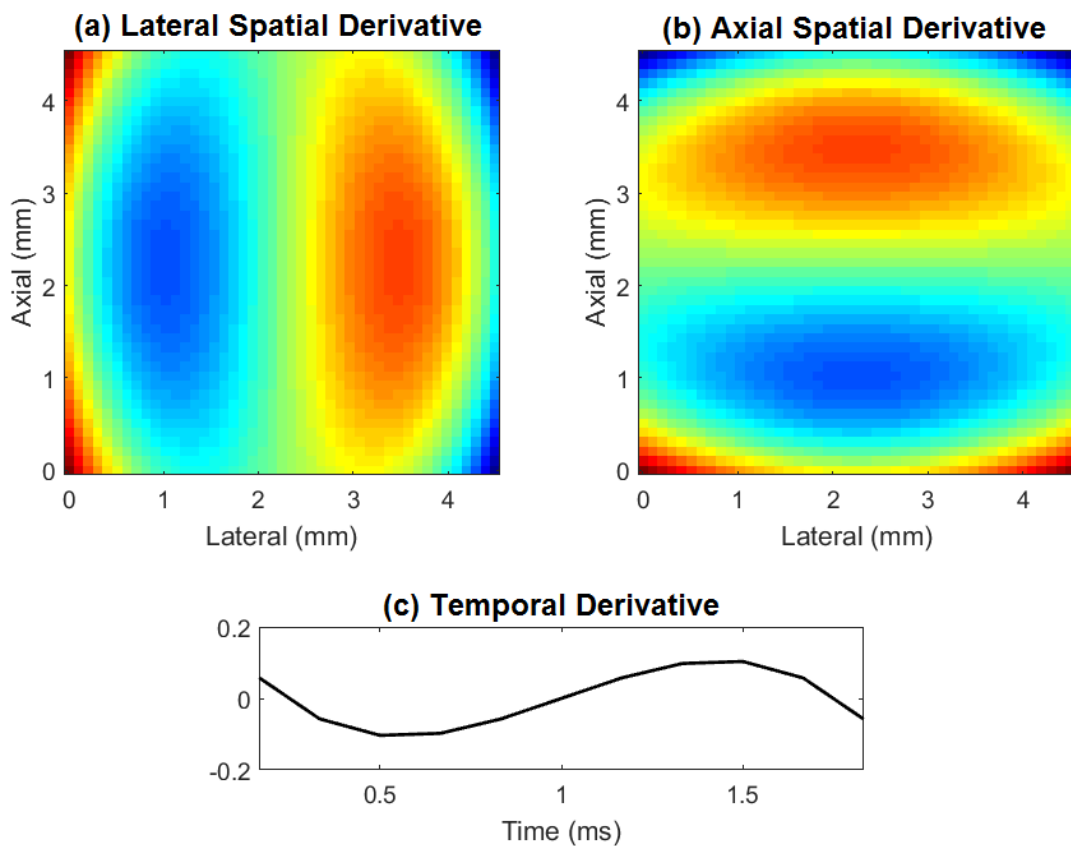 (a) Lateral Spatial Derivative
4
3
2
1
0
Axial (mm)
0 1 2 3 4
Lateral (mm)
(b) Axial Spatial Derivative
4
3
2
1
0
Axial (mm)
0 1 2 3 4
Lateral (mm)
(c) Temporal Derivative
0.2
0
-0.2
0.5 1 1.5
Time (ms)